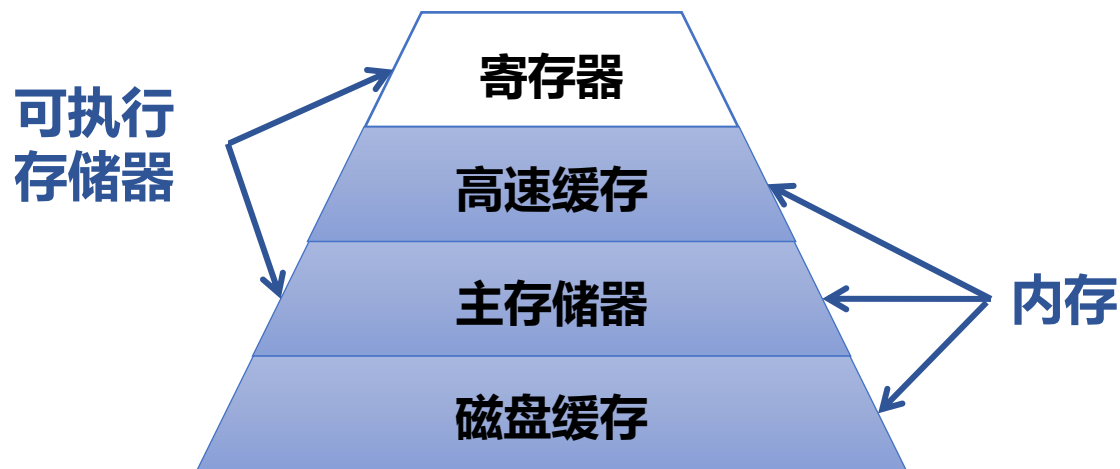 寄存器
可执行
存储器
高速缓存
主存储器
内存
磁盘缓存